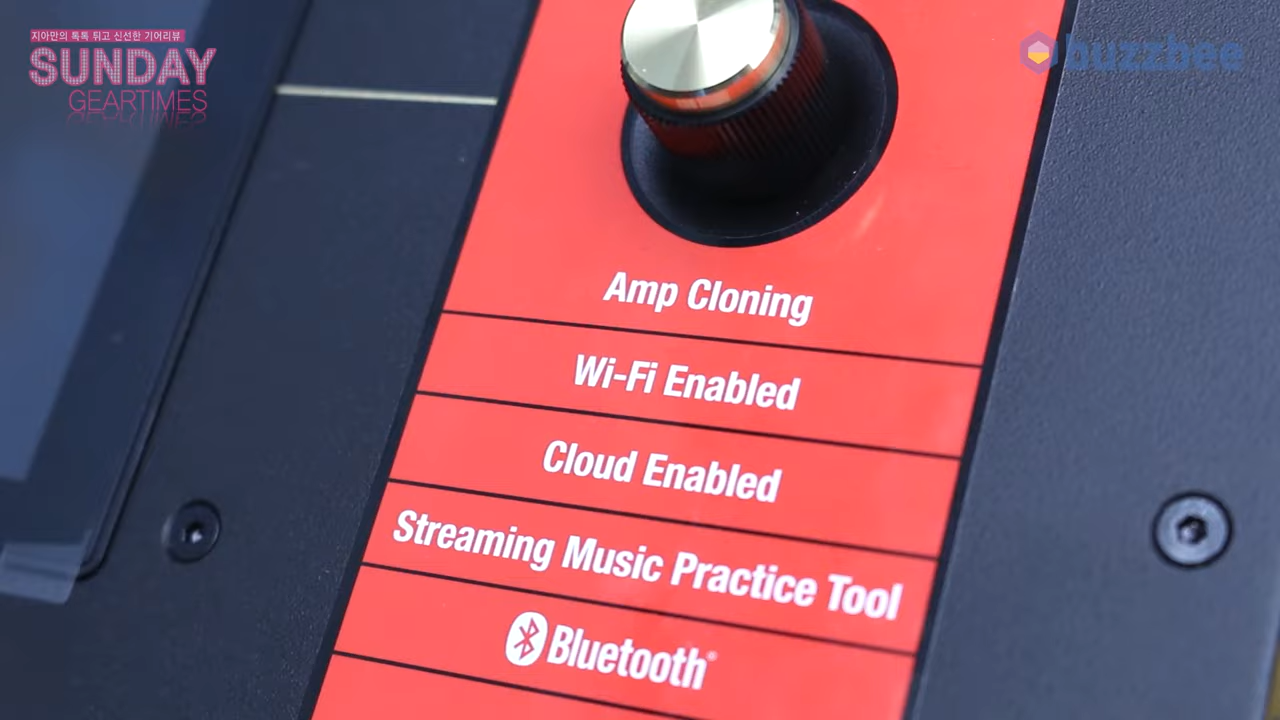 지아만의 톡톡 튀고 신선한 기어리뷰
SUNDAY
GEARTIMES
buzzbee
Amp Cloning
Wi-Fi Enabled
Cloud Enabled
Streaming Music Practice Tool
Bluetooth®